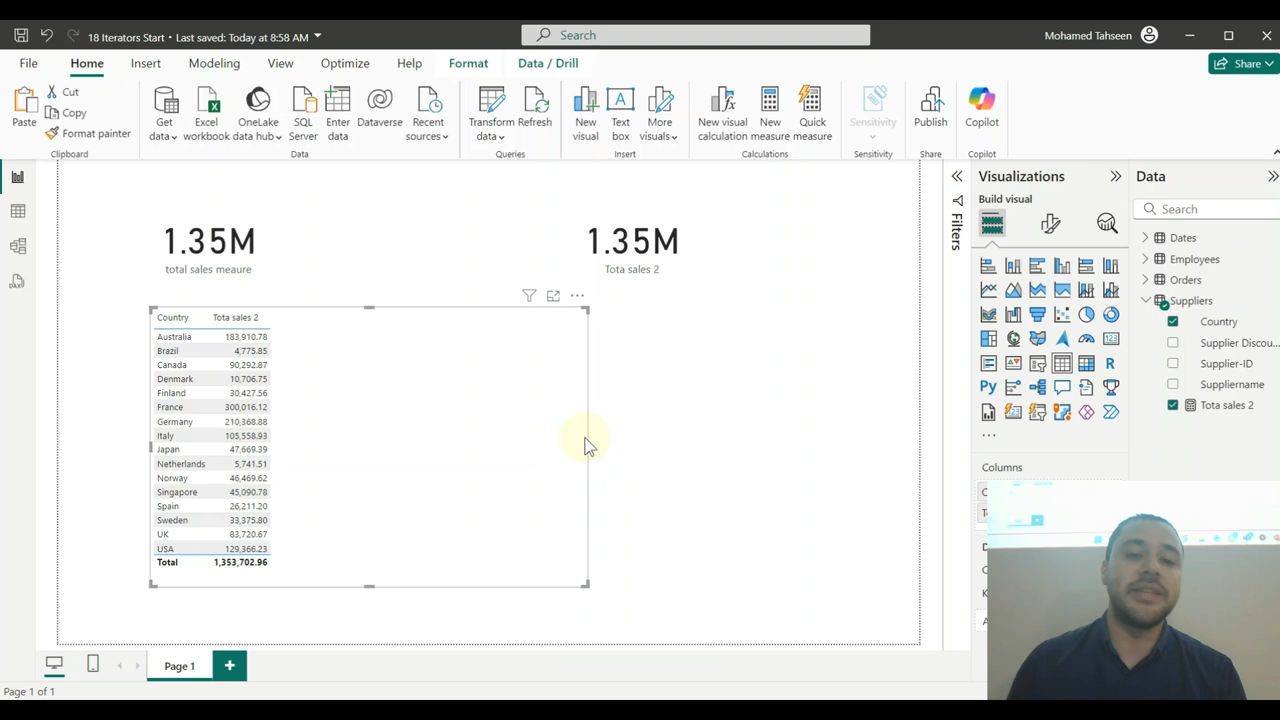 18 Iterators Start • Last saved: Today at 8:58 AM
Search
Mohamed Tahseen
File Home Insert Modeling View Optimize Help Format Data / Drill
Share
Paste
Cut
Copy
Format painter
Get data
Excel workbook
OneLake data hub
SQL Server
Enter data
Dataverse
Recent sources
Transform data
Refresh
New visual
Text box
More visuals
New visual calculation
New measure
Quick measure
Sensitivity
Publish
Copilot
Clipboard Data Queries Insert Calculations Sensitivity Share Copilot
1.35M
total sales meaure
1.35M
Tota sales 2
Country Tota sales 2
Australia 183,910.78
Brazil 4,775.85
Canada 90,292.87
Denmark 10,706.75
Finland 30,427.56
France 300,016.12
Germany 210,368.88
Italy 105,558.93
Japan 47,669.39
Netherlands 5,741.51
Norway 46,469.62
Singapore 45,090.78
Spain 26,211.20
Sweden 33,375.80
UK 83,720.67
USA 129,366.23
Total 1,353,702.96
Filters
Visualizations
Build visual
Py
R
123
Columns
Data
Search
Dates
Employees
Orders
Suppliers
Country
Supplier Discou...
Supplier-ID
Suppliername
Tota sales 2
Page 1
Page 1 of 1